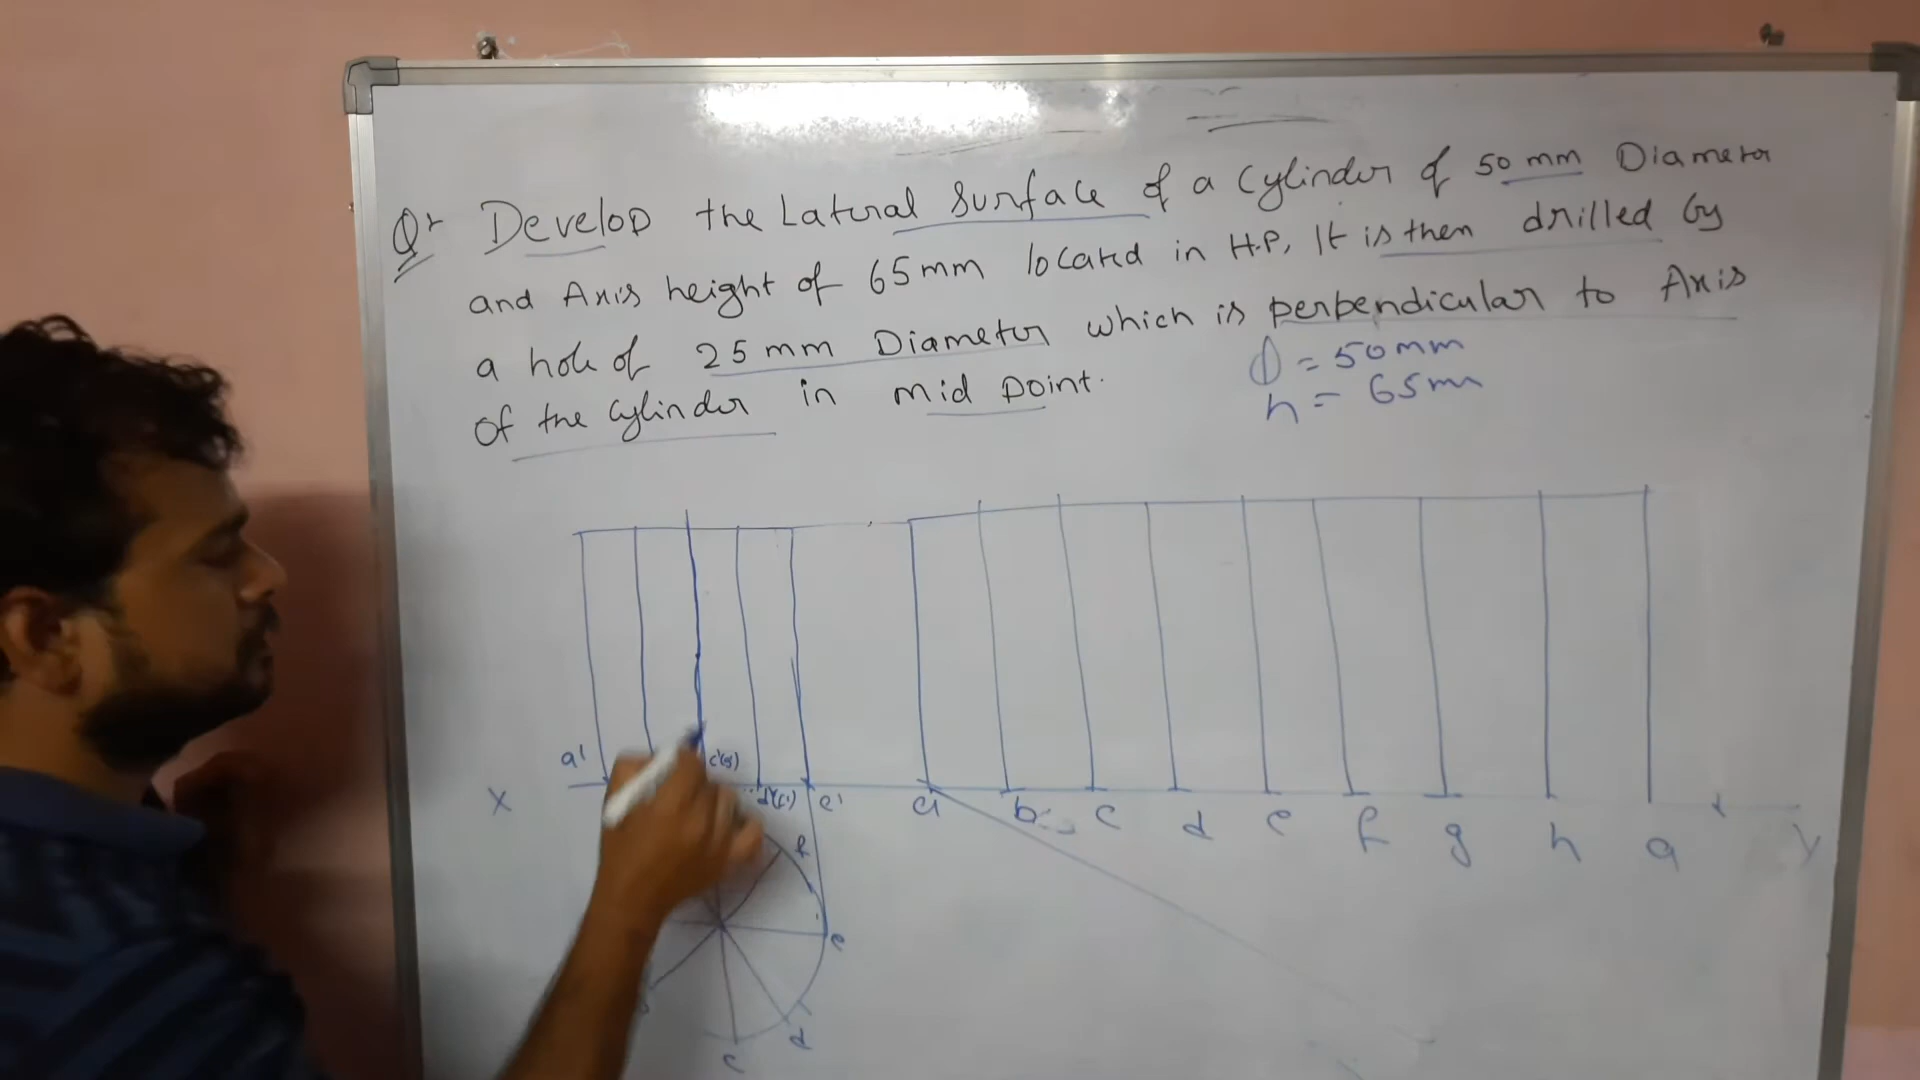 Qr Develop the Lateral Surface of a Cylinder of 50 mm Diameter
and Axis height of 65mm located in H.P, It is then drilled by
a hole of 25 mm Diameter which is perpendicular to Axis
of the cylinder in mid point.
D = 50mm
h = 65mm
a' c'(g)
X d'(f') e' a b c d e f g h a Y
f
e
d
c